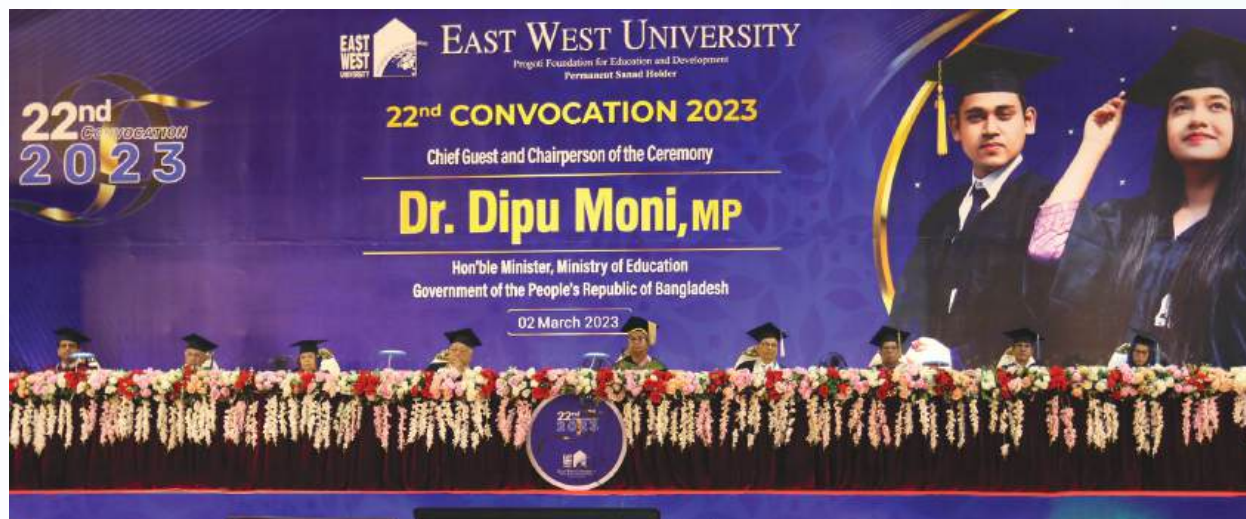 EAST
WEST
UNIVERSITY
EAST WEST UNIVERSITY
Progoti Foundation for Education and Development
Permanent Sanad Holder
22nd
CONVOCATION
2023
22nd CONVOCATION 2023
Chief Guest and Chairperson of the Ceremony
Dr. Dipu Moni, MP
Hon'ble Minister, Ministry of Education
Government of the People's Republic of Bangladesh
02 March 2023
22nd
2023